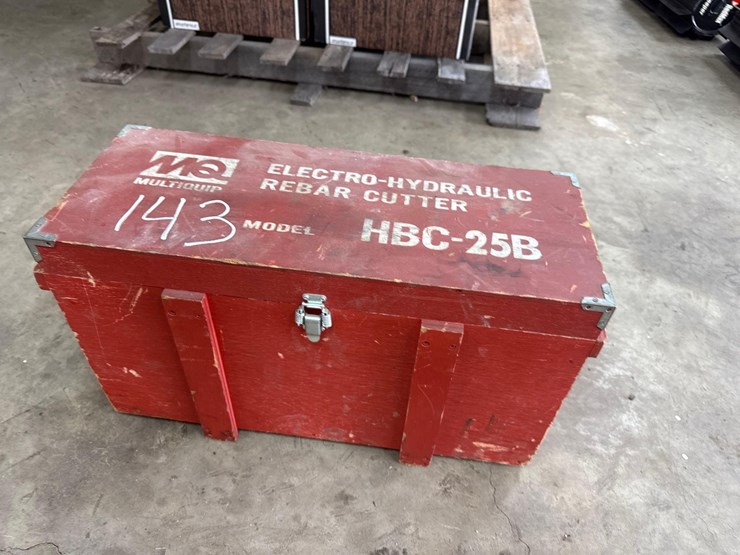 MQ
MULTIQUIP
ELECTRO-HYDRAULIC
REBAR CUTTER
143
MODEL HBC-25B